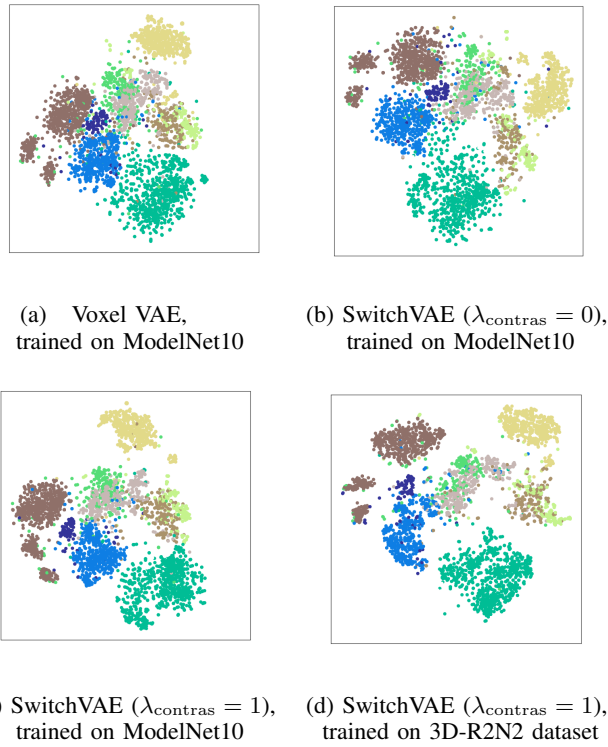 (a) Voxel VAE,
trained on ModelNet10
(b) SwitchVAE (λcontras = 0),
trained on ModelNet10
) SwitchVAE (λcontras = 1),
trained on ModelNet10
(d) SwitchVAE (λcontras = 1),
trained on 3D-R2N2 dataset